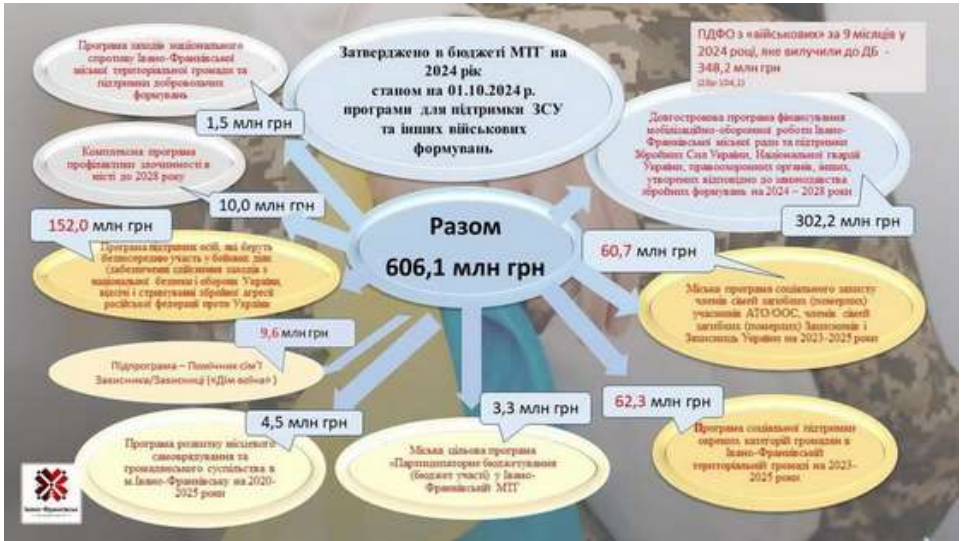 Програма заходів національного
спротиву Івано-Франківської
міської територіальної громади та
підтримки добровольчих
формувань
1,5 млн грн
Затверджено в бюджеті МТГ на
2024 рік
станом на 01.10.2024 р.
програми для підтримки ЗСУ
та інших військових
формувань
ПДФО з «військових» за 9 місяців у
2024 році, яке вилучили до ДБ -
348,2 млн грн
Довгострокова програма фінансування
мобілізаційно-оборонної роботи Івано-
Франківської міської ради та підтримки
Збройних Сил України, Національної гвардії
України, правоохоронних органів, інших,
утворених відповідно до законодавства
збройних формувань на 2024 – 2028 роки
302,2 млн грн
Комплексна програма
профілактики злочинності в
місті до 2028 року
10,0 млн грн
Разом
606,1 млн грн
152,0 млн грн
Програма підтримки осіб, які беруть
безпосередню участь у бойових діях
(забезпеченні здійснення заходів з
національної безпеки і оборони України,
відсічі і стримування збройної агресії
російської федерації проти України
60,7 млн грн
Міська програма соціального захисту
членів сімей загиблих (померлих)
учасників АТО/ООС, членів сімей
загиблих (померлих) Захисників і
Захисниць України на 2023-2025 роки
9,6 млн грн
Підпрограма – Помічник сім'ї
Захисника/Захисниці («Дім воїна» )
4,5 млн грн
Програма розвитку місцевого
самоврядування та
громадянського суспільства в
м.Івано-Франківську на 2020-
2025 роки
3,3 млн грн
Міська цільова програма
«Партиципаторне бюджетування
(бюджет участі) у Івано-
Франківській МТГ
62,3 млн грн
Програма соціальної підтримки
окремих категорій громадян в
Івано-Франківській
територіальній громаді на 2023-
2025 роки
Івано-Франківськ